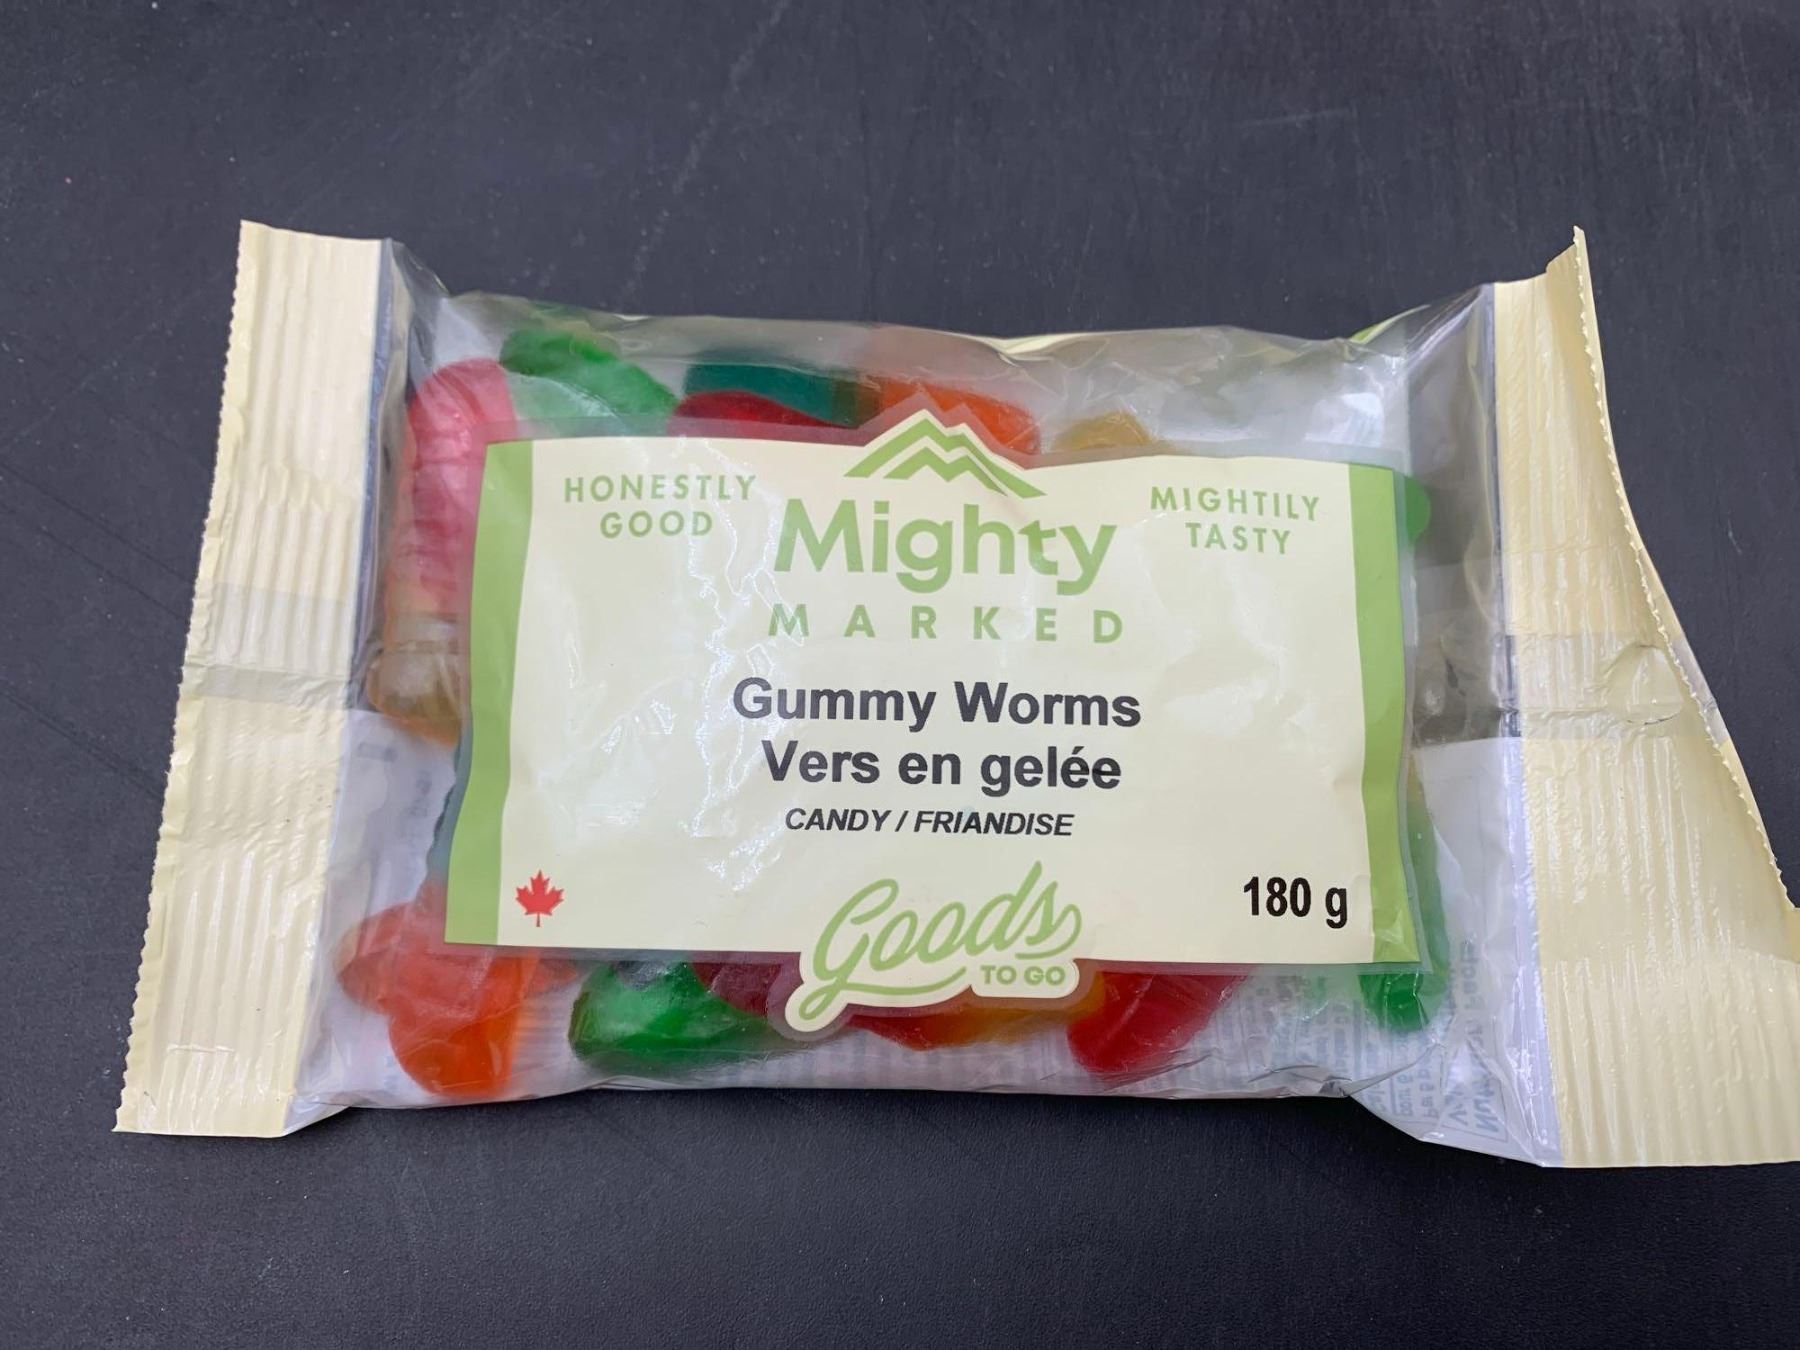 HONESTLY
GOOD
Mighty
MARKED
MIGHTILY
TASTY
Gummy Worms
Vers en gelée
CANDY / FRIANDISE
Goods
TO GO
180 g